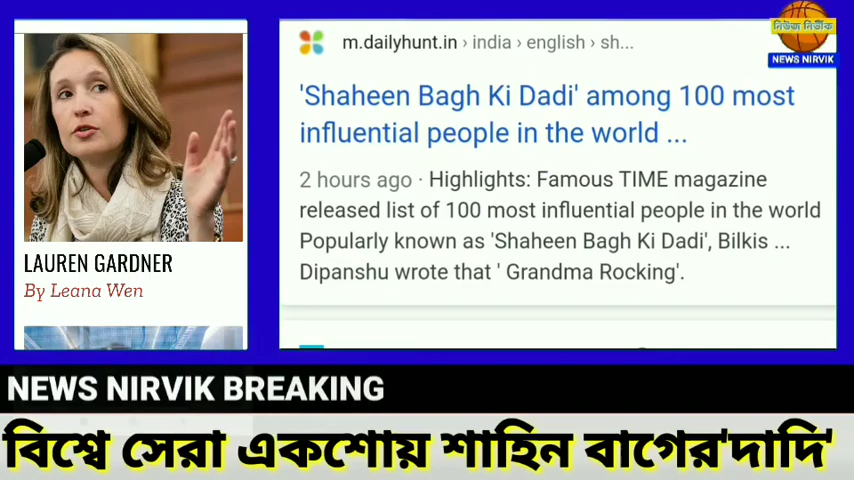 নিউজ নির্ভীক
NEWS NIRVIK
m.dailyhunt.in › india › english › sh...
'Shaheen Bagh Ki Dadi' among 100 most
influential people in the world ...
2 hours ago · Highlights: Famous TIME magazine
released list of 100 most influential people in the world
Popularly known as 'Shaheen Bagh Ki Dadi', Bilkis ...
Dipanshu wrote that ' Grandma Rocking'.
LAUREN GARDNER
By Leana Wen
NEWS NIRVIK BREAKING
বিশ্বে সেরা একশোয় শাহিন বাগের'দাদি'